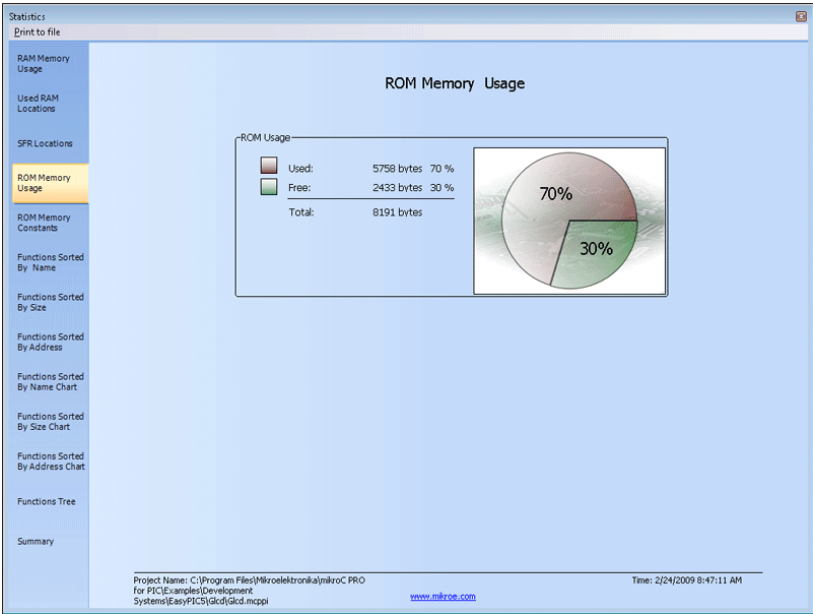 Statistics
Print to file
RAM Memory
Usage
Used RAM
Locations
SFR Locations
ROM Memory
Usage
ROM Memory
Constants
Functions Sorted
By Name
Functions Sorted
By Size
Functions Sorted
By Address
Functions Sorted
By Name Chart
Functions Sorted
By Size Chart
Functions Sorted
By Address Chart
Functions Tree
Summary
ROM Memory Usage
ROM Usage
Used: 5758 bytes 70 %
Free: 2433 bytes 30 %
Total: 8191 bytes
70%
30%
Project Name: C:\Program Files\Mikroelektronika\mikroC PRO
for PIC\Examples\Development
Systems\EasyPIC5\Glcd\Glcd.mcppi
www.mikroe.com
Time: 2/24/2009 8:47:11 AM